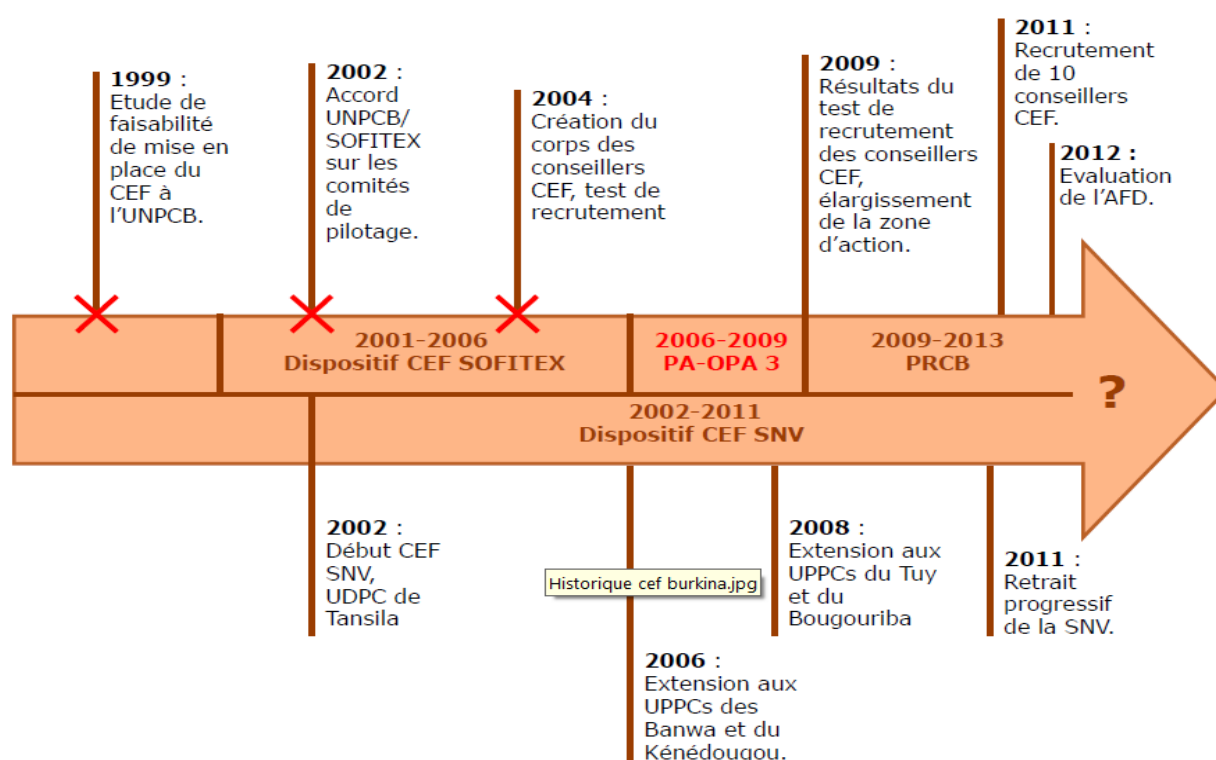 1999 :
Etude de
faisabilité
de mise en
place du
CEF à
l'UNPCB.
2002 :
Accord
UNPCB/
SOFITEX
sur les
comités
de
pilotage.
2004 :
Création du
corps des
conseillers
CEF, test de
recrutement
2009 :
Résultats du
test de
recrutement
des conseillers
CEF,
élargissement
de la zone
d'action.
2011 :
Recrutement
de 10
conseillers
CEF.
2012 :
Evaluation
de l'AFD.
2001-2006
Dispositif CEF SOFITEX
2006-2009
PA-OPA 3
2009-2013
PRCB
?
2002-2011
Dispositif CEF SNV
2002 :
Début CEF
SNV,
UDPC de
Tansila
Historique cef burkina.jpg
2006 :
Extension aux
UPPCs des
Banwa et du
Kénédougou.
2008 :
Extension aux
UPPCs du Tuy
et du
Bougouriba
2011 :
Retrait
progressif
de la SNV.